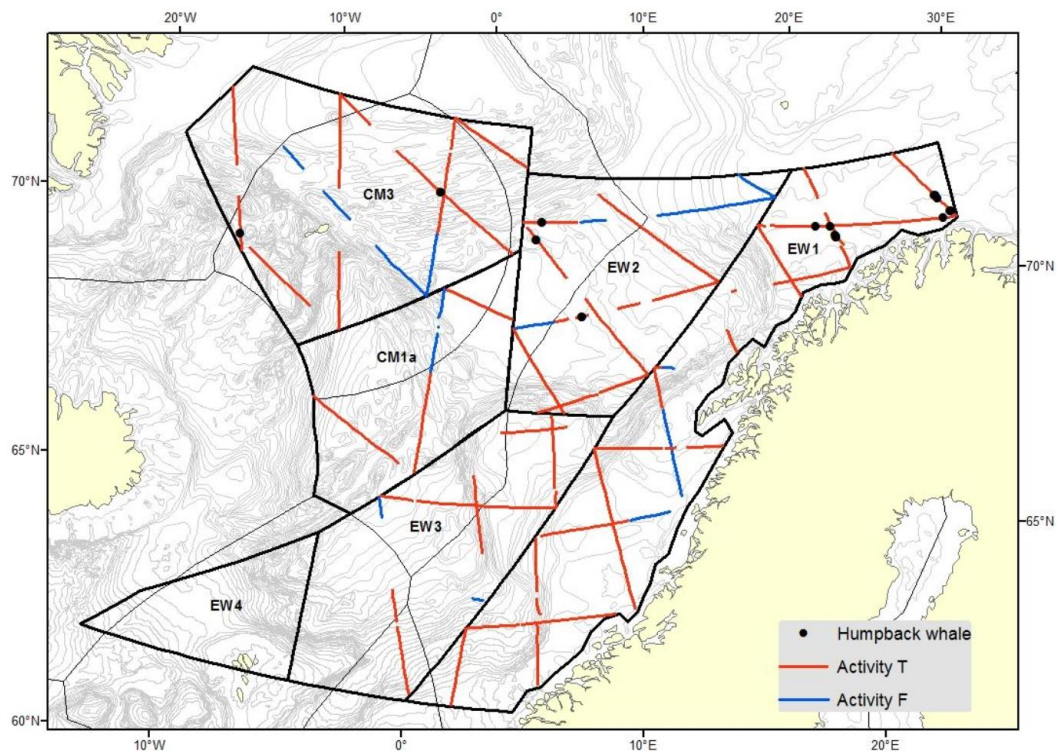 20°W 10°W 0° 10°E 20°E 30°E
70°N
CM3
EW1
EW2
70°N
CM1a
65°N
EW3
65°N
EW4
Humpback whale
Activity T
Activity F
60°N
60°N
10°W 0° 10°E 20°E